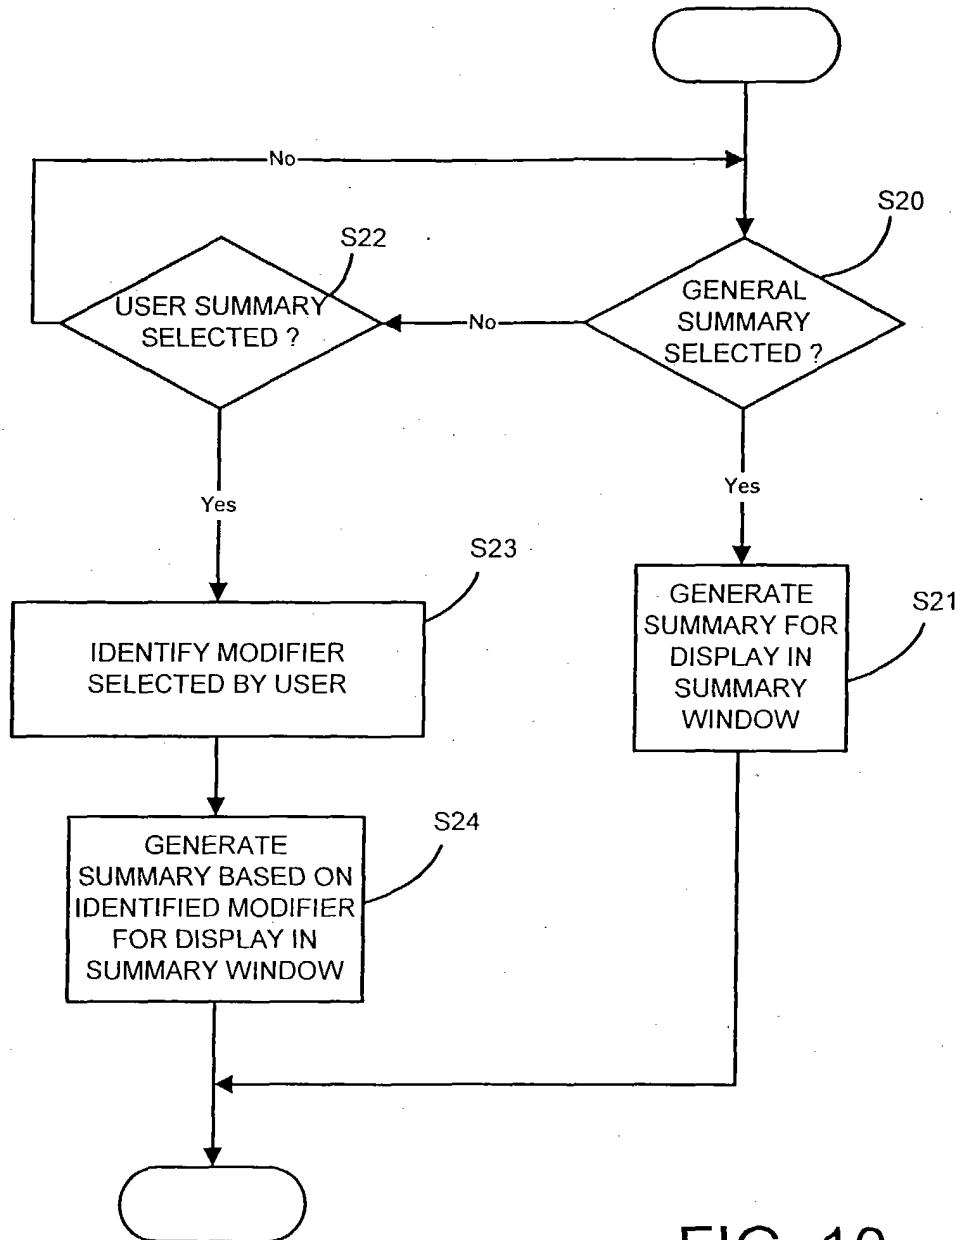 No
S20
S22
GENERAL
SUMMARY
SELECTED ?
USER SUMMARY
SELECTED ?
No
Yes
Yes
S23
S21
GENERATE
SUMMARY FOR
DISPLAY IN
SUMMARY
WINDOW
IDENTIFY MODIFIER
SELECTED BY USER
S24
GENERATE
SUMMARY BASED ON
IDENTIFIED MODIFIER
FOR DISPLAY IN
SUMMARY WINDOW
FIG. 10